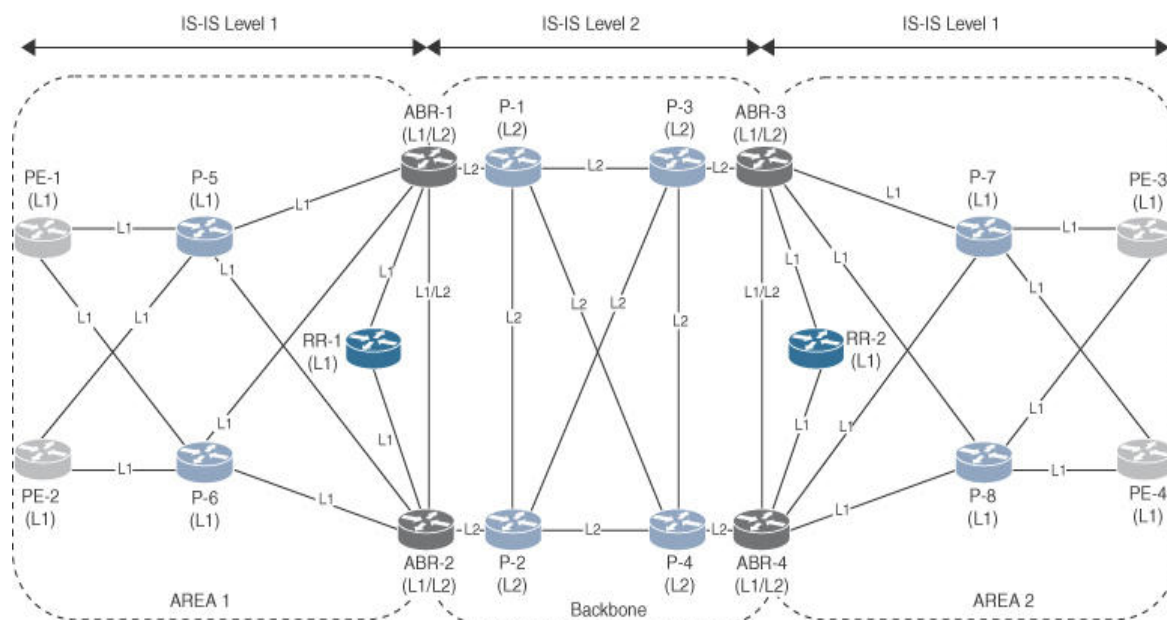 IS-IS Level 1
IS-IS Level 2
IS-IS Level 1
ABR-1
(L1/L2)
P-1
(L2)
P-3
(L2)
ABR-3
(L1/L2)
L2
L2
L2
PE-1
(L1)
P-5
(L1)
P-7
(L1)
PE-3
(L1)
L1
L1
L1
L1
L1
L1
L1
L1
L1
L1/L2
L2
L2
L2
L2
L1/L2
L1
L1
L1
RR-1
(L1)
RR-2
(L1)
L1
L1
L1
L1
L1
PE-2
(L1)
L1
P-6
(L1)
L1
P-8
(L1)
L1
PE-4
(L1)
L1
L2
L2
L2
L1
ABR-2
(L1/L2)
P-2
(L2)
P-4
(L2)
ABR-4
(L1/L2)
AREA 1
Backbone
AREA 2